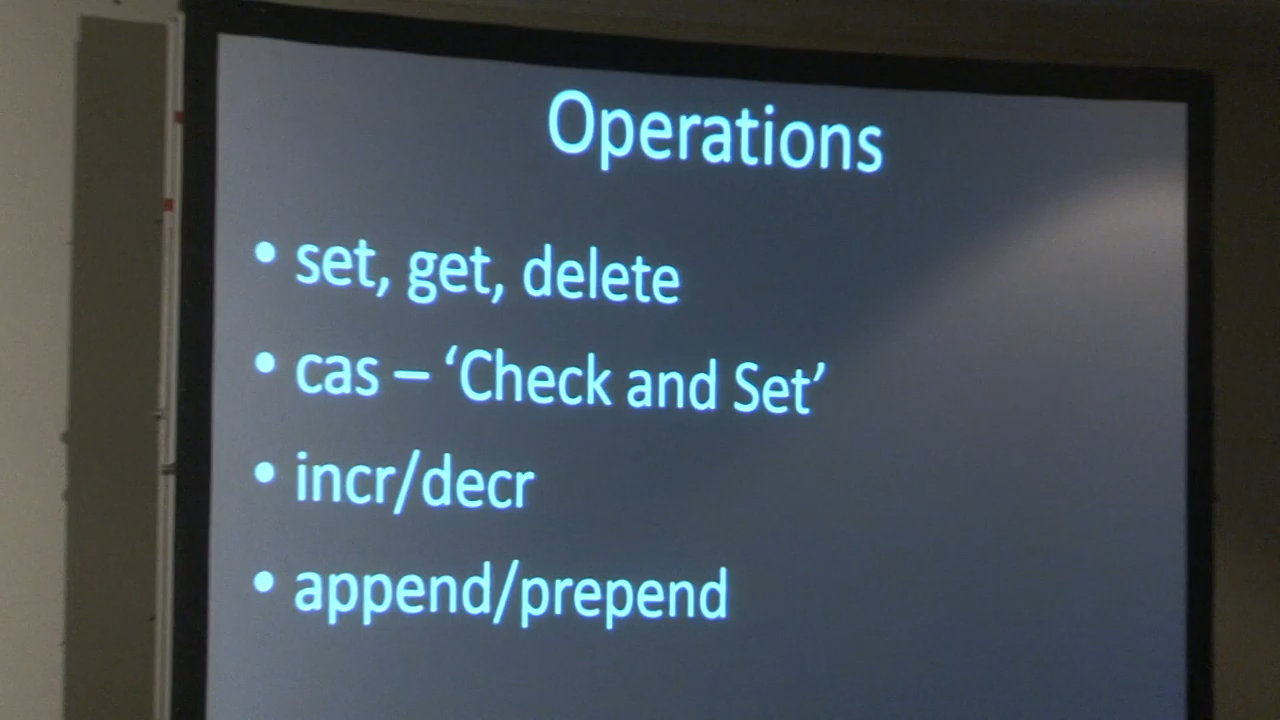 Operations
• set, get, delete
• cas – ‘Check and Set’
• incr/decr
• append/prepend